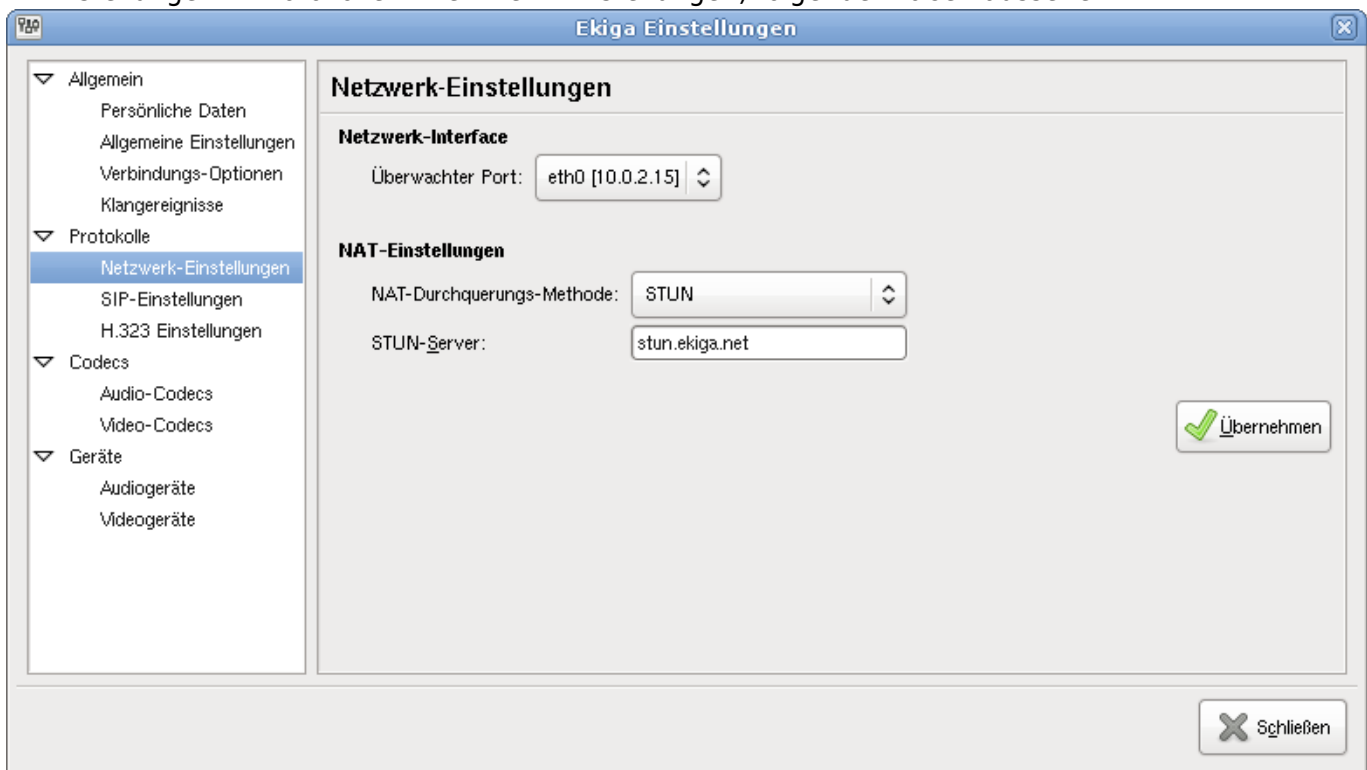 Ekiga Einstellungen
Allgemein
Persönliche Daten
Allgemeine Einstellungen
Verbindungs-Optionen
Klangereignisse
Protokolle
Netzwerk-Einstellungen
SIP-Einstellungen
H.323 Einstellungen
Codecs
Audio-Codecs
Video-Codecs
Geräte
Audiogeräte
Videogeräte
Netzwerk-Einstellungen
Netzwerk-Interface
Überwachter Port: eth0 [10.0.2.15]
NAT-Einstellungen
NAT-Durchquerungs-Methode: STUN
STUN-Server: stun.ekiga.net
Übernehmen
Schließen